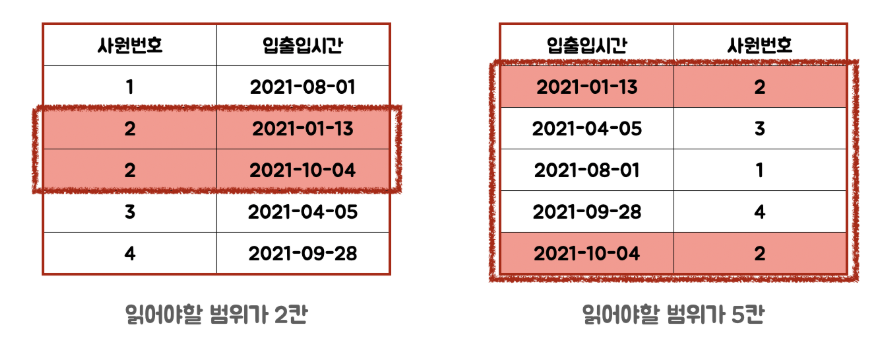 사원번호 입출입시간
1 2021-08-01
2 2021-01-13
2 2021-10-04
3 2021-04-05
4 2021-09-28
읽어야할 범위가 2칸
입출입시간 사원번호
2021-01-13 2
2021-04-05 3
2021-08-01 1
2021-09-28 4
2021-10-04 2
읽어야할 범위가 5칸